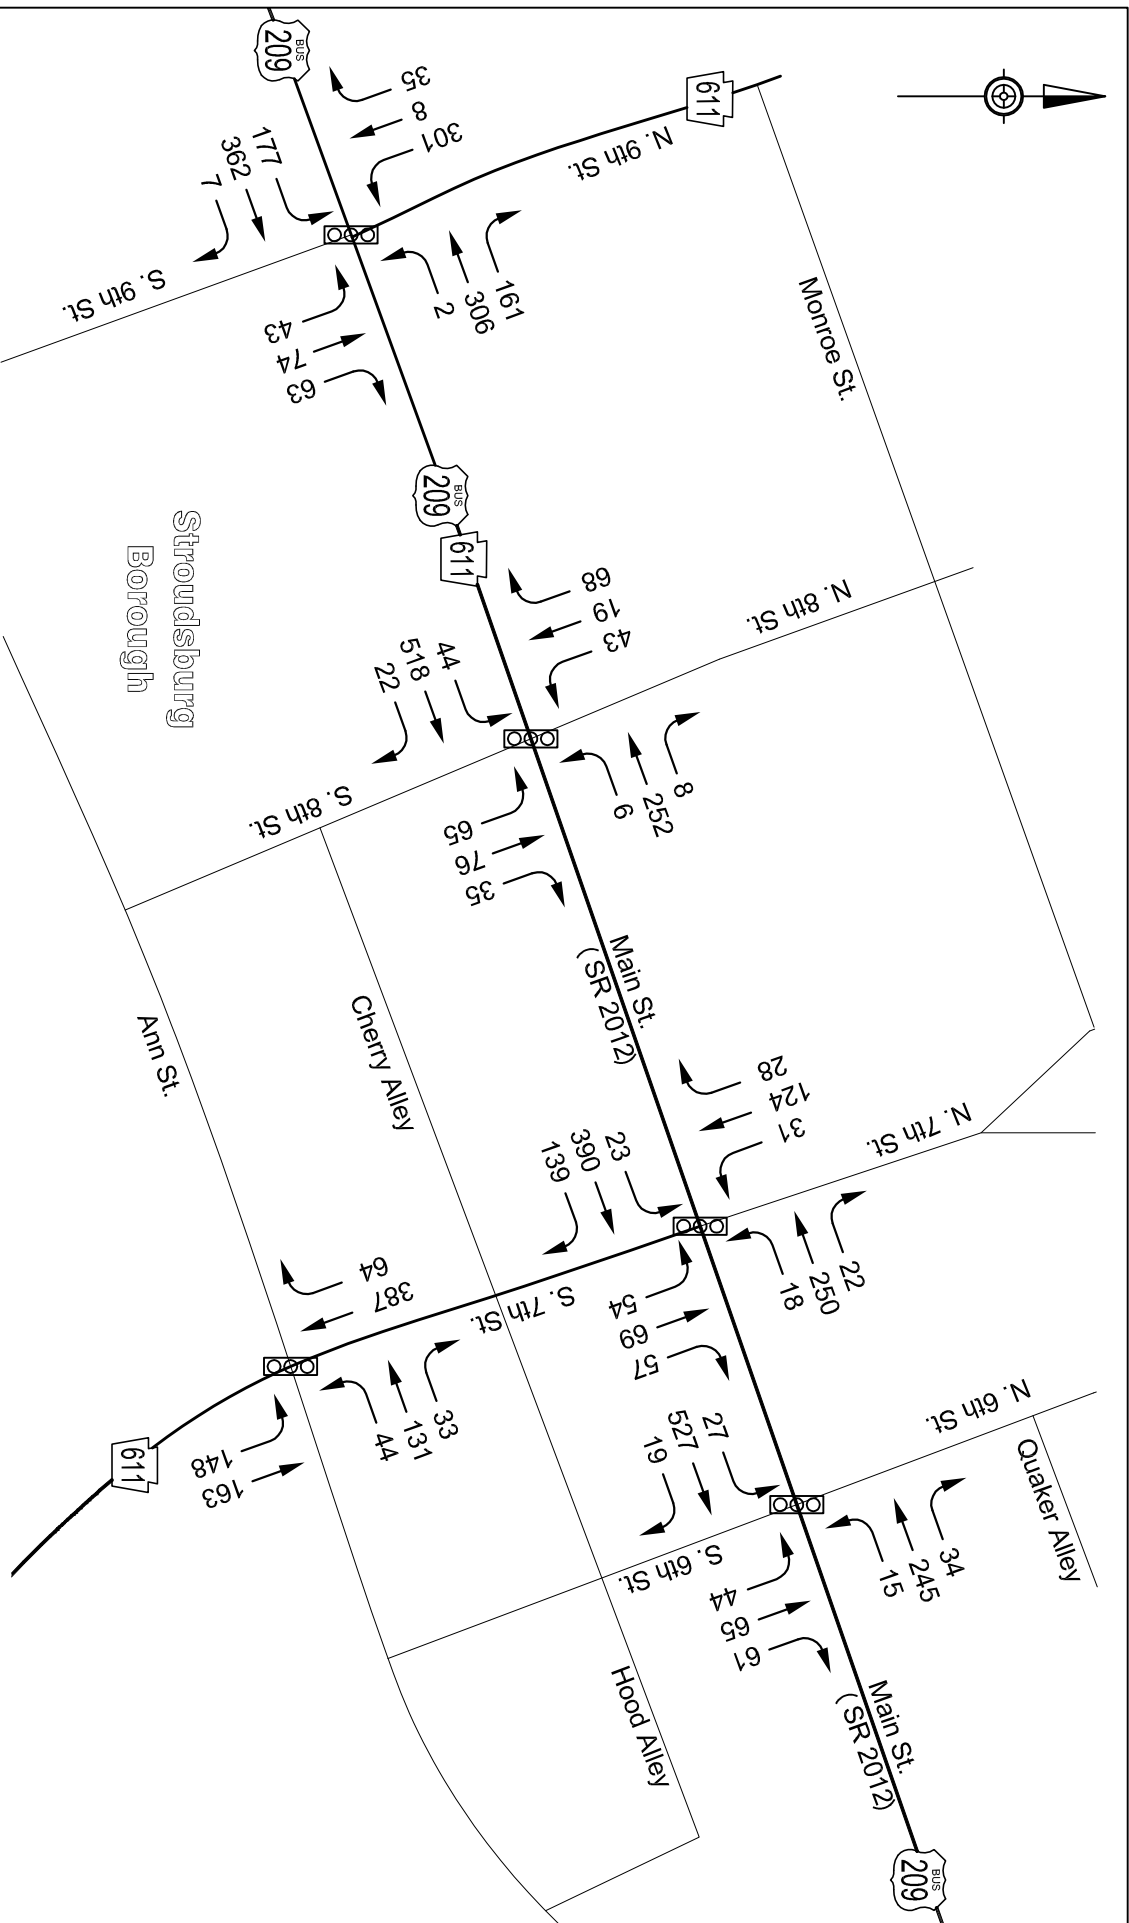 BUS
209
35
8
301
177
362
7
161
306
2
43
74
63
S. 9th St.
N. 9th St.
611
Monroe St.
BUS
209
611
Stroudsburg
Borough
68
19
43
44
518
22
8
252
6
65
76
35
N. 8th St.
S. 8th St.
Main St.
( SR 2012)
Cherry Alley
Ann St.
28
124
31
23
390
139
22
250
18
54
69
57
N. 7th St.
S. 7th St.
64
387
33
131
44
148
163
611
27
527
19
34
245
15
44
65
61
N. 6th St.
S. 6th St.
Quaker Alley
Hood Alley
Main St.
( SR 2012)
BUS
209